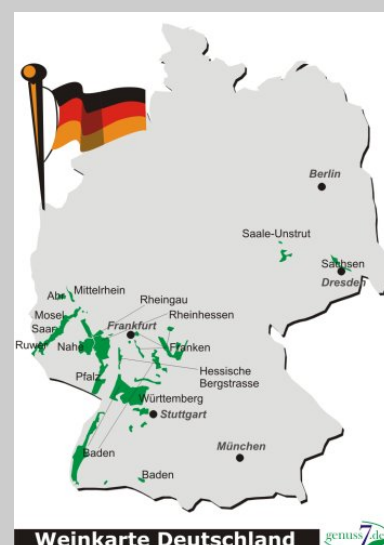 Berlin
Saale-Unstrut
Sachsen
Dresden
Ahr
Mittelrhein
Rheingau
Mosel
Rheinhessen
Saar
Frankfurt
Ruwer
Nahe
Franken
Pfalz
Hessische
Bergstrasse
Württemberg
Stuttgart
Baden
München
Baden
Weinkarte Deutschland
genuss7.de